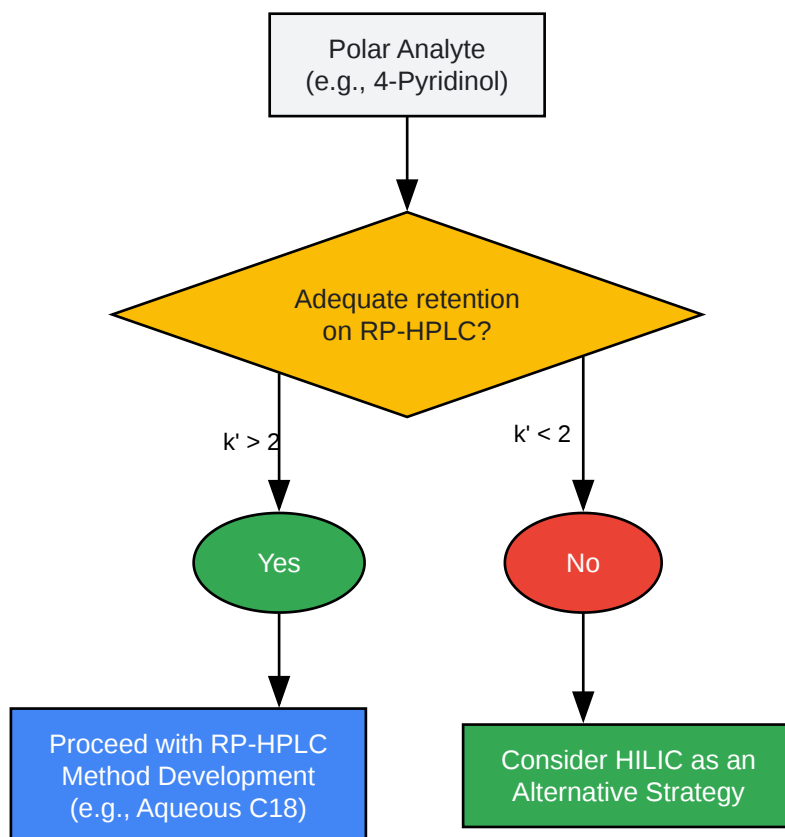 Polar Analyte
(e.g., 4-Pyridinol)
Adequate retention
on RP-HPLC?
k' > 2
k' < 2
Yes
No
Proceed with RP-HPLC
Method Development
(e.g., Aqueous C18)
Consider HILIC as an
Alternative Strategy